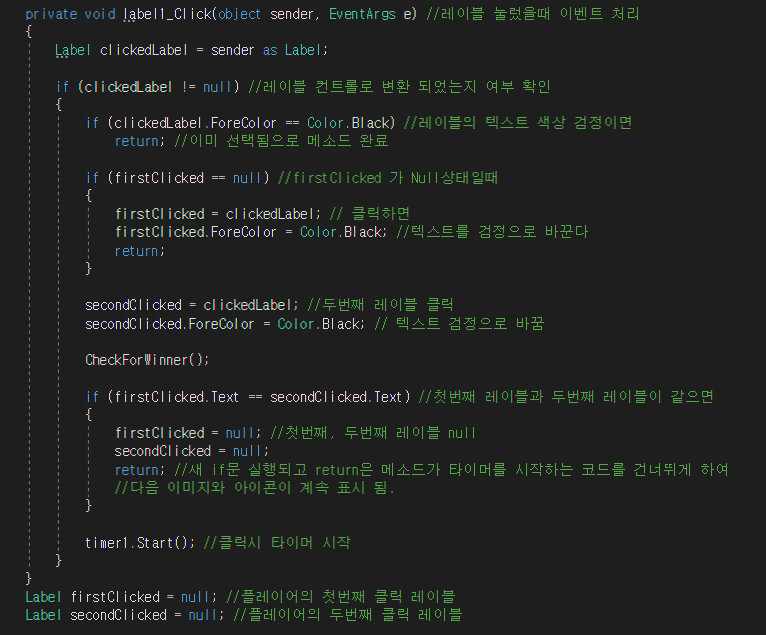 private void label1_Click(object sender, EventArgs e) //레이블 눌렀을때 이벤트 처리
{
Label clickedLabel = sender as Label;
if (clickedLabel != null) //레이블 컨트롤로 변환 되었는지 여부 확인
{
if (clickedLabel.ForeColor == Color.Black) //레이블의 텍스트 색상 검정이면
return; //이미 선택됨으로 메소드 완료
if (firstClicked == null) //firstClicked 가 Null상태일때
{
firstClicked = clickedLabel; // 클릭하면
firstClicked.ForeColor = Color.Black; //텍스트를 검정으로 바꾼다
return;
}
secondClicked = clickedLabel; //두번째 레이블 클릭
secondClicked.ForeColor = Color.Black; // 텍스트 검정으로 바꿈
CheckForWinner();
if (firstClicked.Text == secondClicked.Text) //첫번째 레이블과 두번째 레이블이 같으면
{
firstClicked = null; //첫번째, 두번째 레이블 null
secondClicked = null;
return; //새 if문 실행되고 return은 메소드가 타이머를 시작하는 코드를 건너뛰게 하여
//다음 이미지와 아이콘이 계속 표시 됨.
}
timer1.Start(); //클릭시 타이머 시작
}
}
Label firstClicked = null; //플레이어의 첫번째 클릭 레이블
Label secondClicked = null; //플레이어의 두번째 클릭 레이블